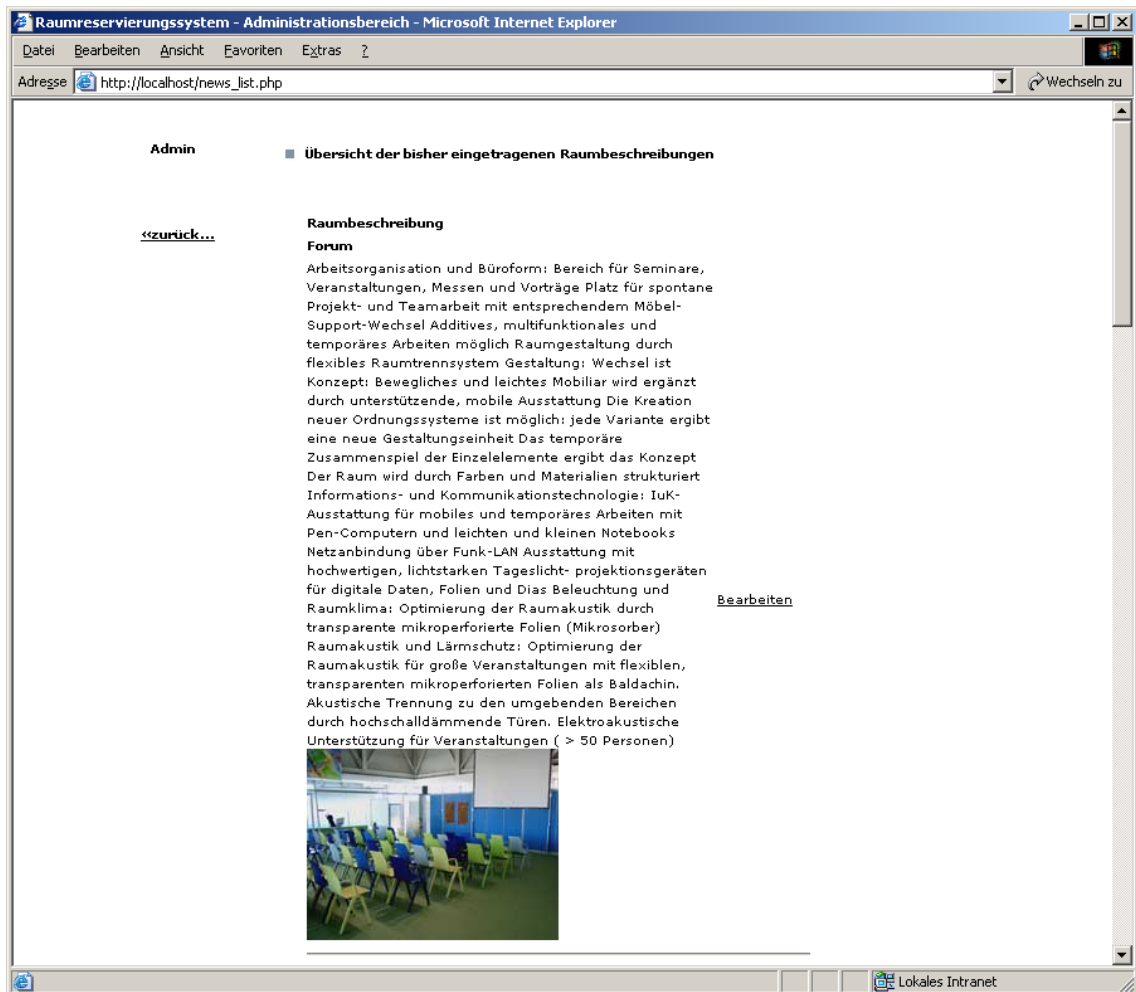 Raumreservierungssystem - Administrationsbereich - Microsoft Internet Explorer
Datei Bearbeiten Ansicht Favoriten Extras ?
Adresse http://localhost/news_list.php Wechseln zu
Admin
Übersicht der bisher eingetragenen Raumbeschreibungen
‹‹zurück...
Raumbeschreibung
Forum
Arbeitsorganisation und Büroform: Bereich für Seminare,
Veranstaltungen, Messen und Vorträge Platz für spontane
Projekt- und Teamarbeit mit entsprechendem Möbel-
Support-Wechsel Additives, multifunktionales und
temporäres Arbeiten möglich Raumgestaltung durch
flexibles Raumtrennsystem Gestaltung: Wechsel ist
Konzept: Bewegliches und leichtes Mobiliar wird ergänzt
durch unterstützende, mobile Ausstattung Die Kreation
neuer Ordnungssysteme ist möglich: jede Variante ergibt
eine neue Gestaltungseinheit Das temporäre
Zusammenspiel der Einzelelemente ergibt das Konzept
Der Raum wird durch Farben und Materialien strukturiert
Informations- und Kommunikationstechnologie: IuK-
Ausstattung für mobiles und temporäres Arbeiten mit
Pen-Computern und leichten und kleinen Notebooks
Netzanbindung über Funk-LAN Ausstattung mit
hochwertigen, lichtstarken Tageslicht- projektionsgeräten
für digitale Daten, Folien und Dias Beleuchtung und
Raumklima: Optimierung der Raumakustik durch
transparente mikroperforierte Folien (Mikrosorber)
Raumakustik und Lärmschutz: Optimierung der
Raumakustik für große Veranstaltungen mit flexiblen,
transparenten mikroperforierten Folien als Baldachin.
Akustische Trennung zu den umgebenden Bereichen
durch hochschalldämmende Türen. Elektroakustische
Unterstützung für Veranstaltungen ( > 50 Personen)
Bearbeiten
Lokales Intranet